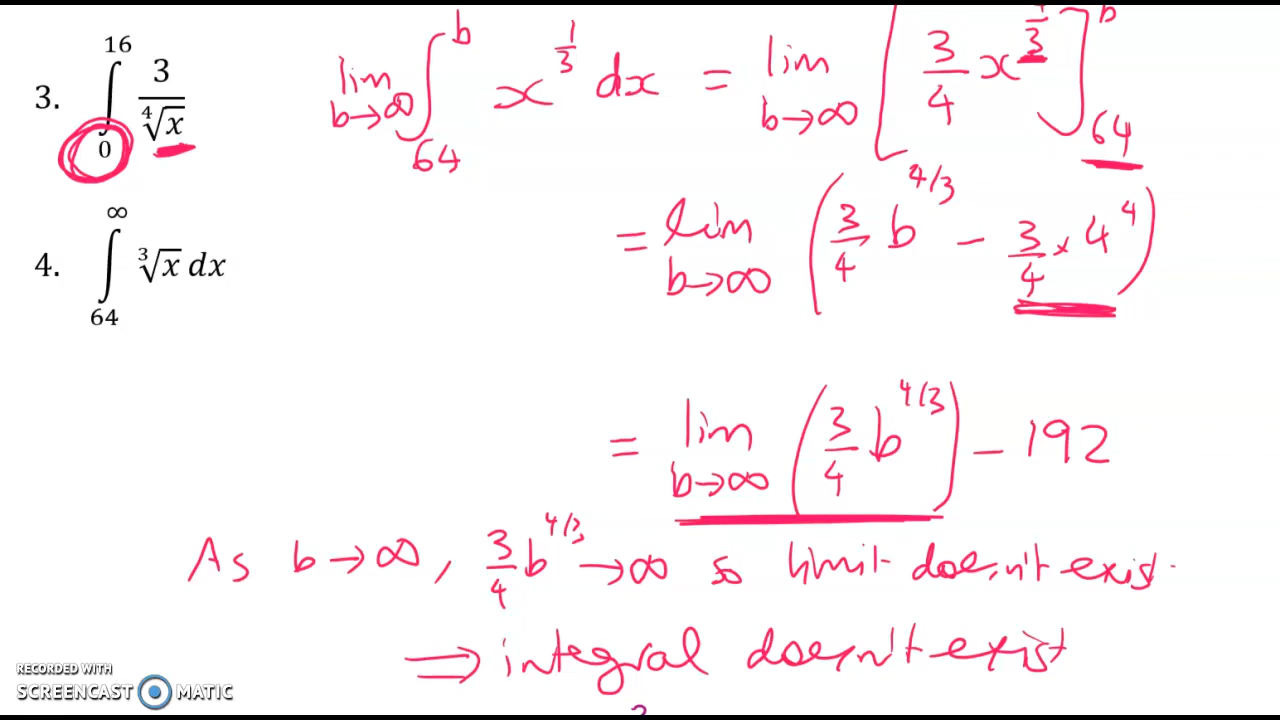 3. ∫₀¹⁶ 3/∜x
4. ∫₆₄^∞ ∛x dx
lim b→∞ ∫₆₄^b x^(1/3) dx = lim b→∞ [3/4 x^(4/3)]₆₄^b
= lim b→∞ (3/4 b^(4/3) − 3/4 × 4⁴)
= lim b→∞ (3/4 b^(4/3)) − 192
As b→∞, 3/4 b^(4/3) →∞ so limit doesn't exist.
⇒ integral doesn't exist
RECORDED WITH
SCREENCAST MATIC